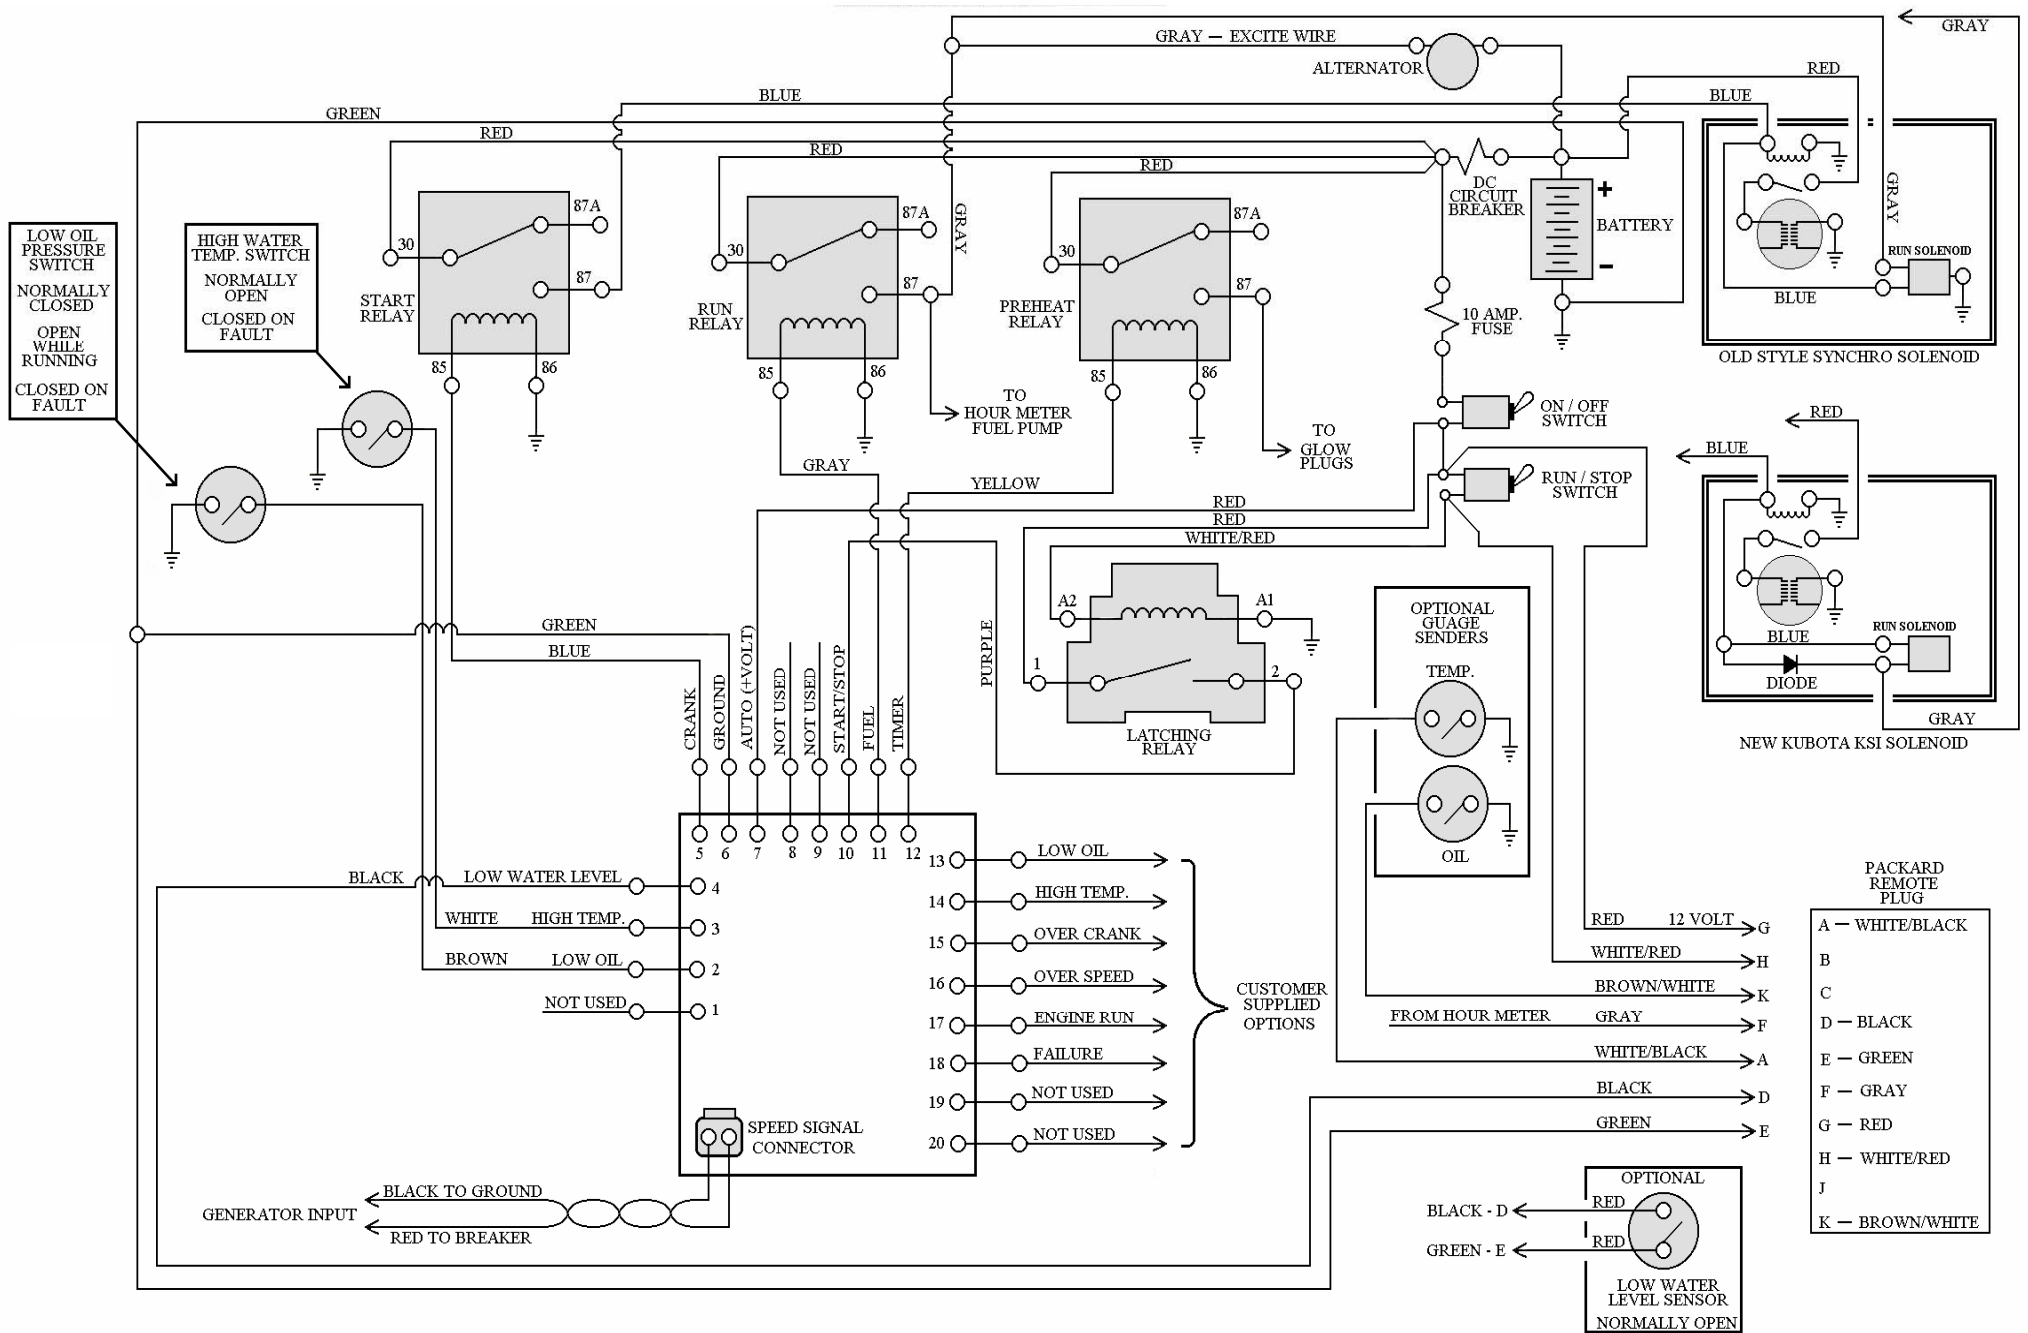 GRAY
GRAY — EXCITE WIRE
ALTERNATOR
RED
BLUE
BLUE
GREEN
RED
RED
RED
DC
CIRCUIT
BREAKER
+
BATTERY
−
GRAY
RUN SOLENOID
BLUE
OLD STYLE SYNCHRO SOLENOID
LOW OIL
PRESSURE
SWITCH
NORMALLY
CLOSED
OPEN
WHILE
RUNNING
CLOSED ON
FAULT
HIGH WATER
TEMP. SWITCH
NORMALLY
OPEN
CLOSED ON
FAULT
87A
30
87
START
RELAY
85
86
87A
30
87
RUN
RELAY
85
86
GRAY
87A
30
87
PREHEAT
RELAY
85
86
TO
HOUR METER
FUEL PUMP
TO
GLOW
PLUGS
10 AMP.
FUSE
ON / OFF
SWITCH
RUN / STOP
SWITCH
RED
BLUE
RUN SOLENOID
BLUE
DIODE
GRAY
NEW KUBOTA KSI SOLENOID
GRAY
YELLOW
RED
RED
WHITE/RED
A2
A1
1
2
LATCHING
RELAY
PURPLE
OPTIONAL
GUAGE
SENDERS
TEMP.
OIL
GREEN
BLUE
CRANK
GROUND
AUTO (+VOLT)
NOT USED
NOT USED
START/STOP
FUEL
TIMER
5
6
7
8
9
10
11
12
BLACK
LOW WATER LEVEL
4
WHITE
HIGH TEMP.
3
BROWN
LOW OIL
2
NOT USED
1
13
LOW OIL
14
HIGH TEMP.
15
OVER CRANK
16
OVER SPEED
17
ENGINE RUN
18
FAILURE
19
NOT USED
20
NOT USED
CUSTOMER
SUPPLIED
OPTIONS
SPEED SIGNAL
CONNECTOR
GENERATOR INPUT
BLACK TO GROUND
RED TO BREAKER
RED 12 VOLT G
WHITE/RED H
BROWN/WHITE K
FROM HOUR METER GRAY F
WHITE/BLACK A
BLACK D
GREEN E
PACKARD
REMOTE
PLUG
A — WHITE/BLACK
B
C
D — BLACK
E — GREEN
F — GRAY
G — RED
H — WHITE/RED
J
K — BROWN/WHITE
OPTIONAL
BLACK - D
RED
GREEN - E
RED
LOW WATER
LEVEL SENSOR
NORMALLY OPEN